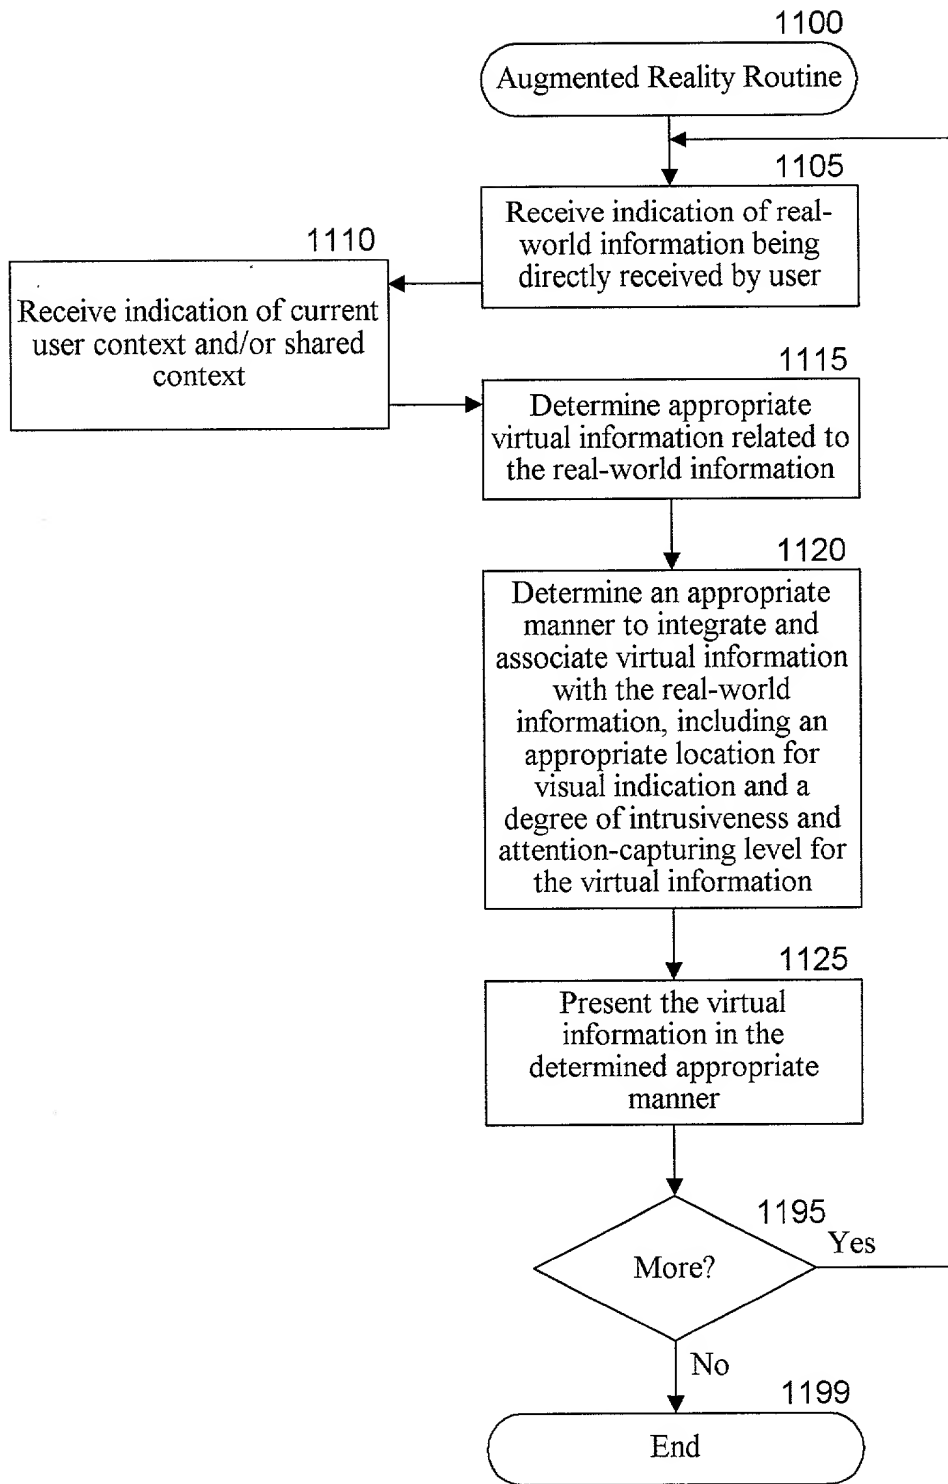 1100
Augmented Reality Routine
1105
Receive indication of real-
world information being
directly received by user
1110
Receive indication of current
user context and/or shared
context
1115
Determine appropriate
virtual information related to
the real-world information
1120
Determine an appropriate
manner to integrate and
associate virtual information
with the real-world
information, including an
appropriate location for
visual indication and a
degree of intrusiveness and
attention-capturing level for
the virtual information
1125
Present the virtual
information in the
determined appropriate
manner
1195
Yes
More?
No
1199
End